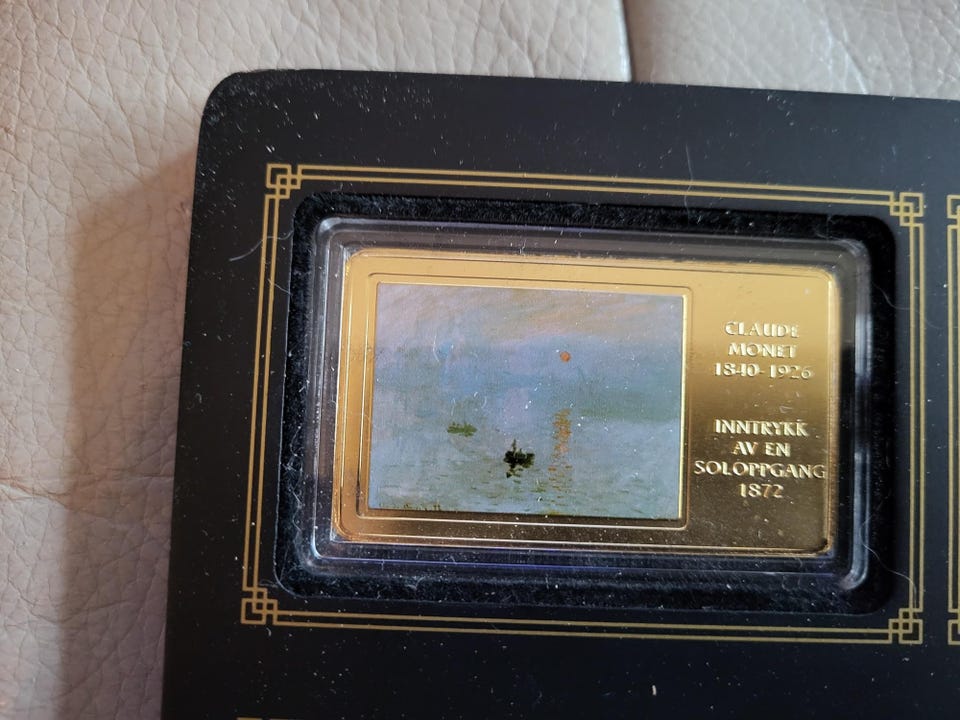 CLAUDE
MONET
1840-1926
INNTRYKK
AV EN
SOLOPPGANG
1872